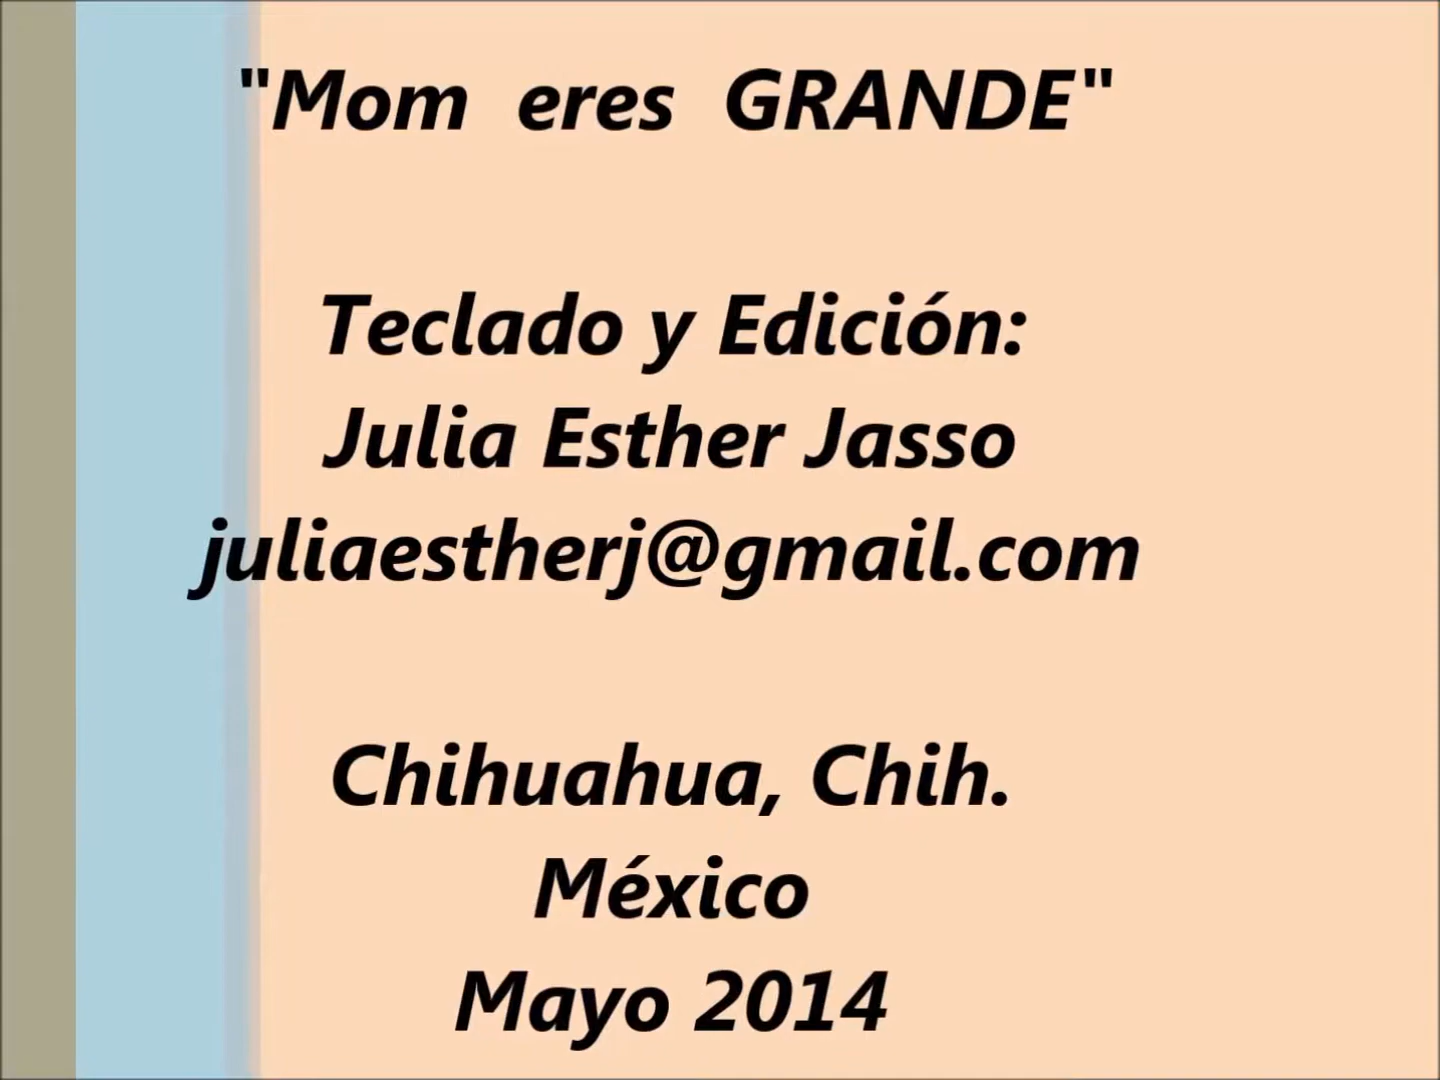 "Mom eres GRANDE"
Teclado y Edición:
Julia Esther Jasso
juliaestherj@gmail.com
Chihuahua, Chih.
México
Mayo 2014